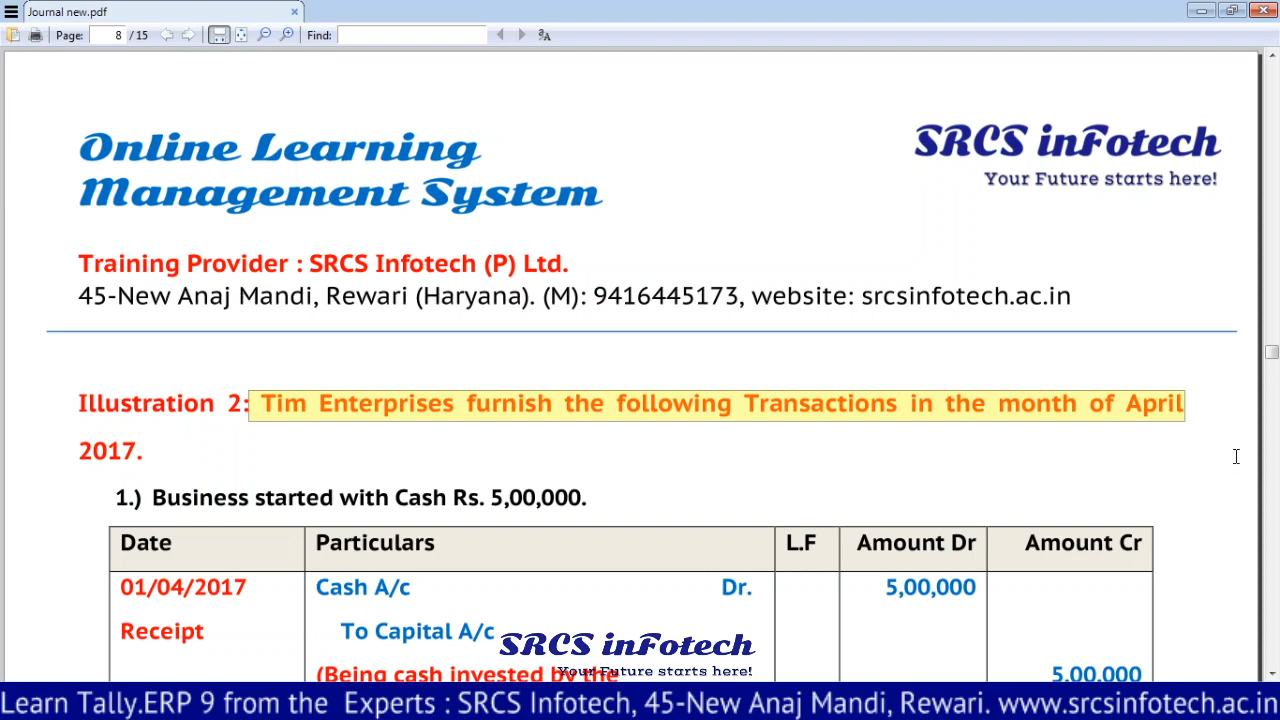 Journal new.pdf
Page: 8 / 15 Find:
Online Learning
Management System
SRCS inFotech
Your Future starts here!
Training Provider : SRCS Infotech (P) Ltd.
45-New Anaj Mandi, Rewari (Haryana). (M): 9416445173, website: srcsinfotech.ac.in
Illustration 2: Tim Enterprises furnish the following Transactions in the month of April
2017.
1.) Business started with Cash Rs. 5,00,000.
Date Particulars L.F Amount Dr Amount Cr
01/04/2017 Cash A/c Dr. 5,00,000
Receipt To Capital A/c
(Being cash invested by the 5,00,000
SRCS inFotech
Your Future starts here!
Learn Tally.ERP 9 from the Experts : SRCS Infotech, 45-New Anaj Mandi, Rewari. www.srcsinfotech.ac.in